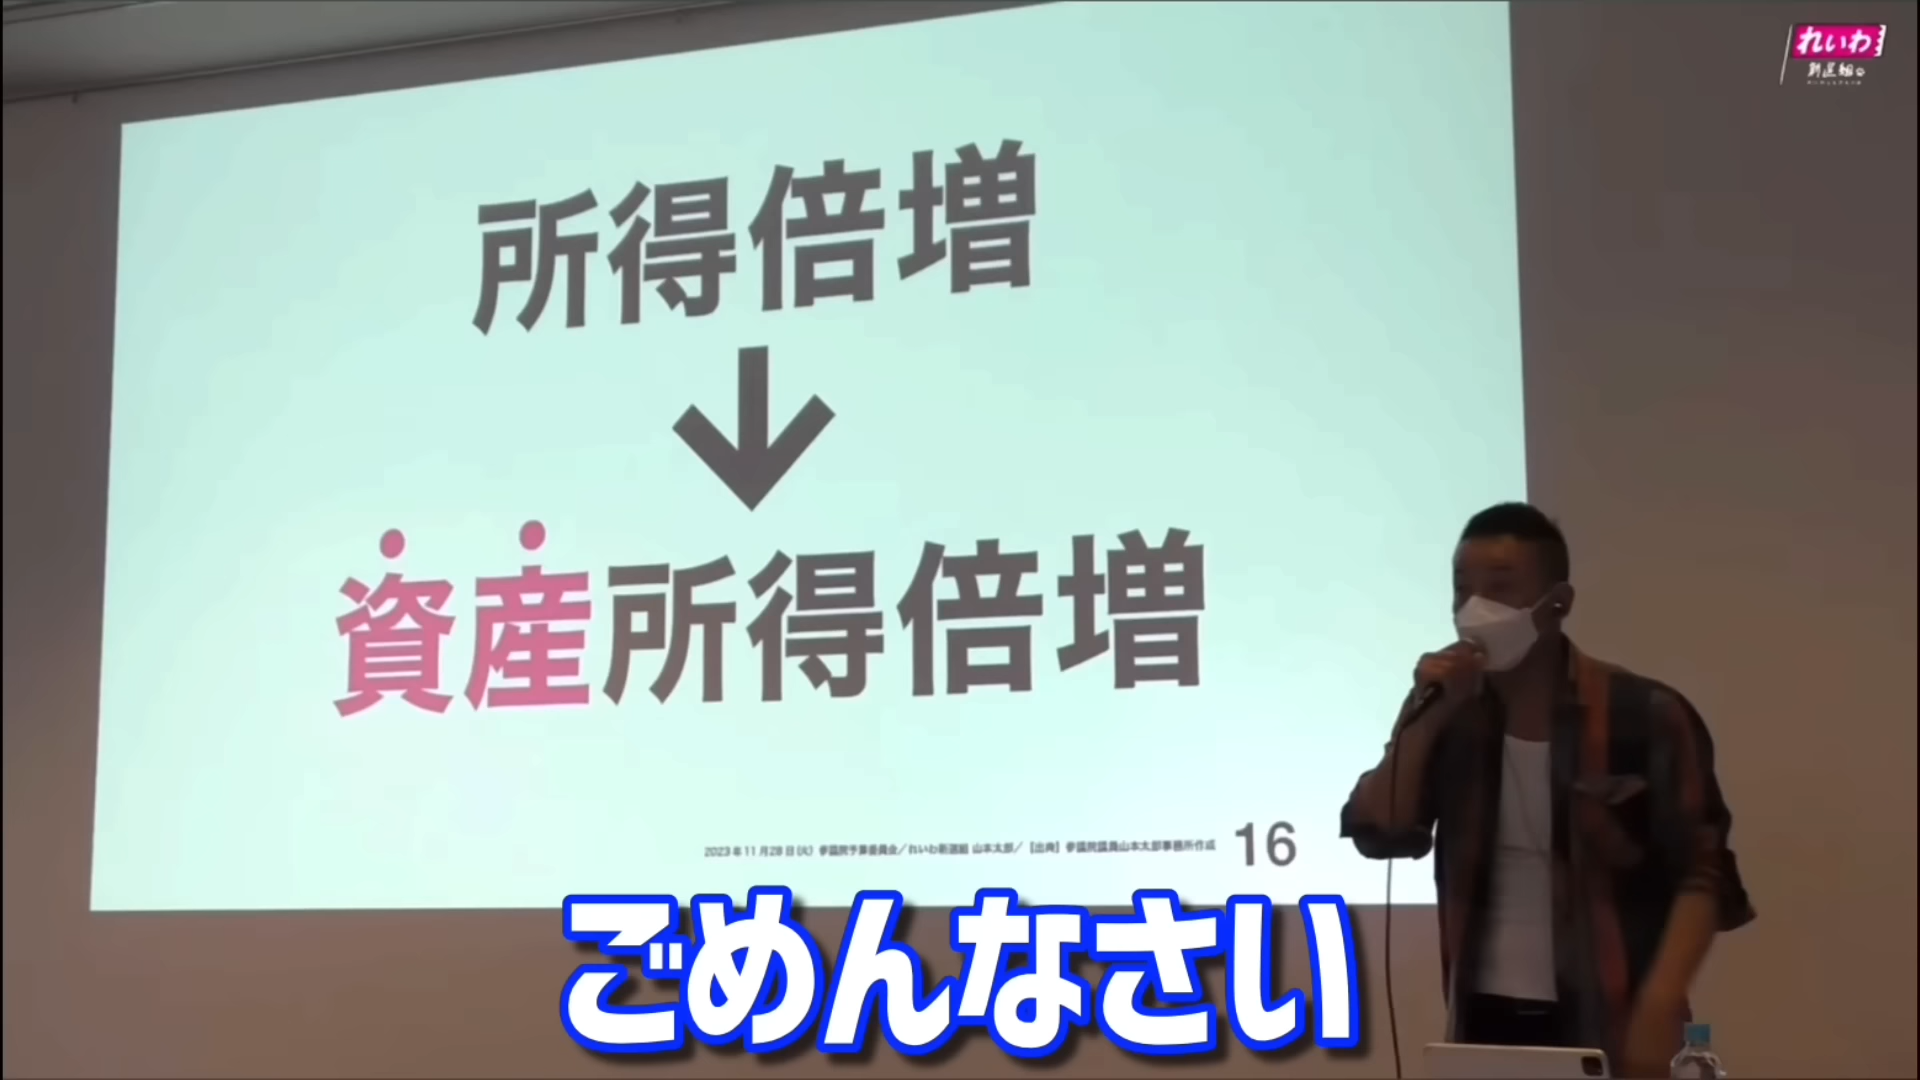 れいわ
新選組
所得倍増
資産所得倍増
2023年11月28日(火) 参議院予算委員会/れいわ新選組 山本太郎/【出典】参議院議員山本太郎事務所作成
16
ごめんなさい